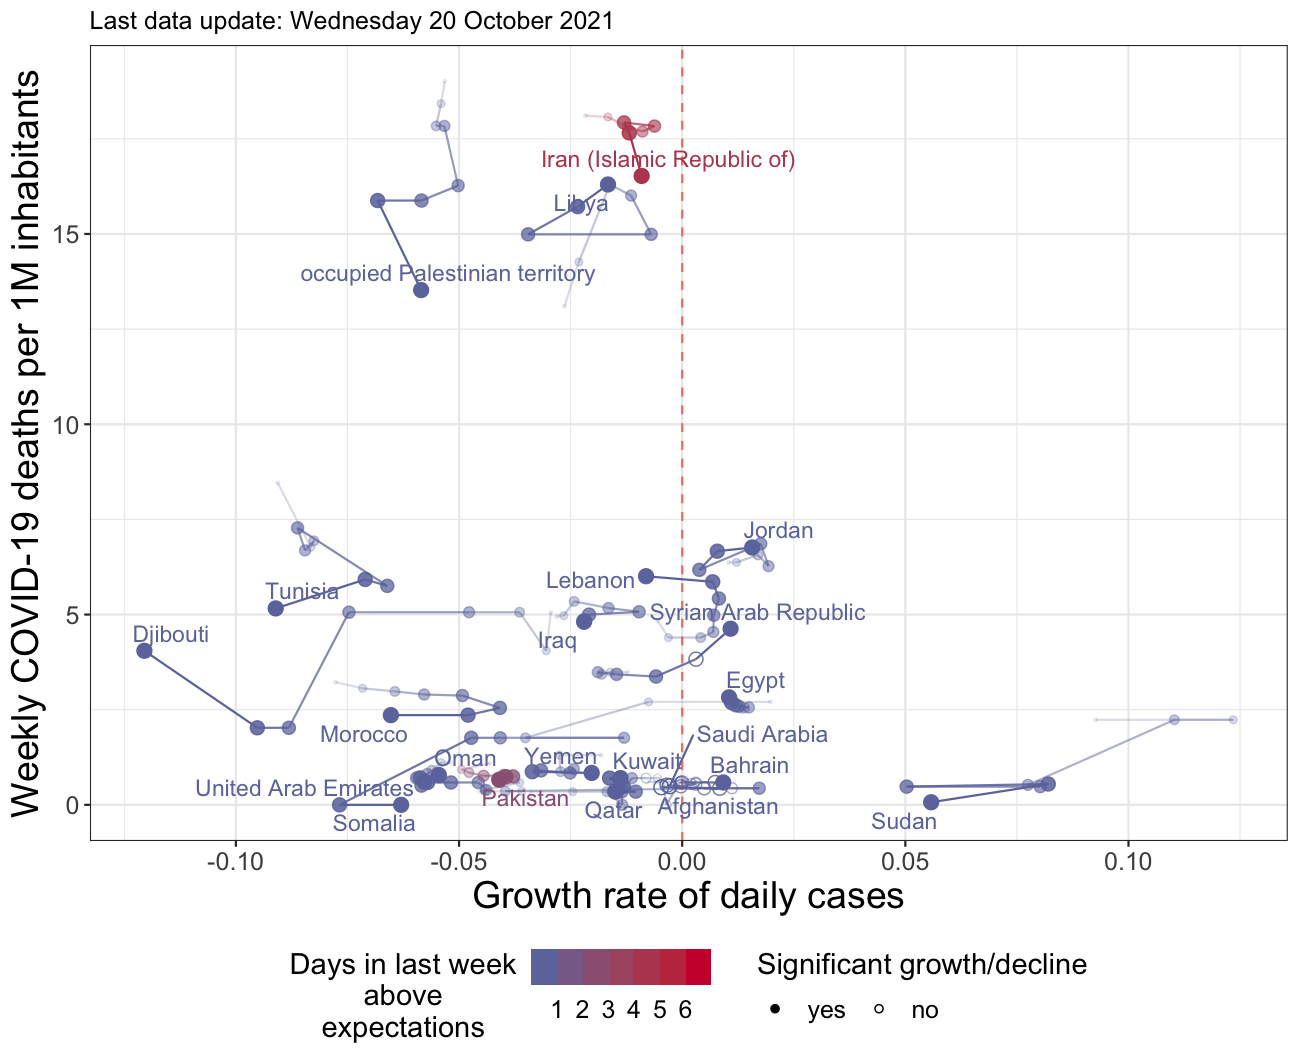 Last data update: Wednesday 20 October 2021
Weekly COVID-19 deaths per 1M inhabitants
15
10
5
0
Iran (Islamic Republic of)
Libya
occupied Palestinian territory
Jordan
Lebanon
Tunisia
Syrian Arab Republic
Djibouti
Iraq
Egypt
Morocco
Saudi Arabia
Oman
Yemen
Kuwait
Bahrain
United Arab Emirates
Pakistan
Qatar
Afghanistan
Somalia
Sudan
-0.10
-0.05
0.00
0.05
0.10
Growth rate of daily cases
Days in last week
above
expectations
1 2 3 4 5 6
Significant growth/decline
yes
no